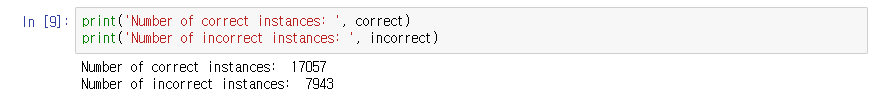 In [9]: print('Number of correct instances: ', correct)
print('Number of incorrect instances: ', incorrect)
Number of correct instances:  17057
Number of incorrect instances:  7943